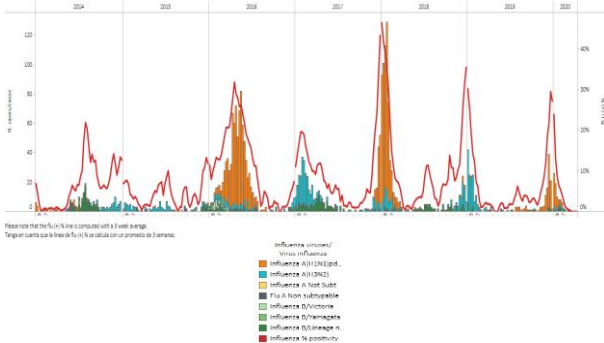 2014 2015 2016 2017 2018 2019 2020
120
100
80
60
40
20
0
40%
30%
20%
10%
0%
Please note that the flu (+) % line is computed with a 3 week average.
Tenga en cuenta que la línea de flu (+) % se calcula con un promedio de 3 semanas.
Influenza viruses/
Virus influenza
Influenza A(H1N1)pd..
Influenza A(H3N2)
Influenza A Not Subt
Flu A Non subtypable
Influenza B/Victoria
Influenza B/Yamagata
Influenza B/Lineage n..
Influenza % positivity